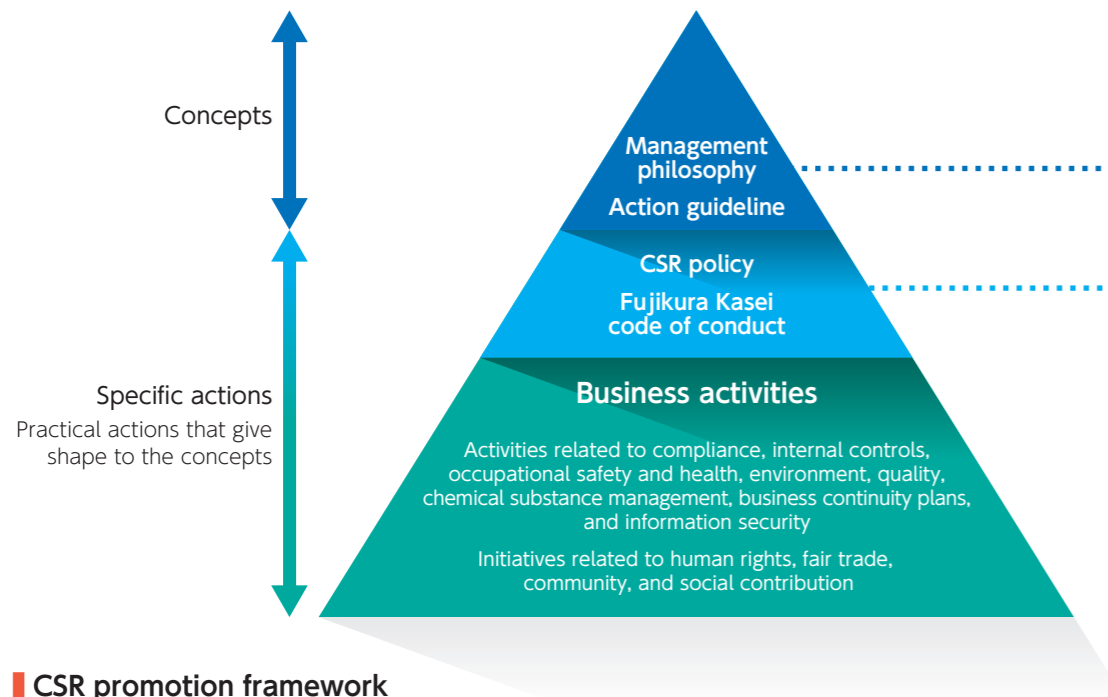 Concepts
Management
philosophy
Action guideline
CSR policy
Fujikura Kasei
code of conduct
Specific actions
Practical actions that give
shape to the concepts
Business activities
Activities related to compliance, internal controls,
occupational safety and health, environment, quality,
chemical substance management, business continuity plans,
and information security
Initiatives related to human rights, fair trade,
community, and social contribution
CSR promotion framework